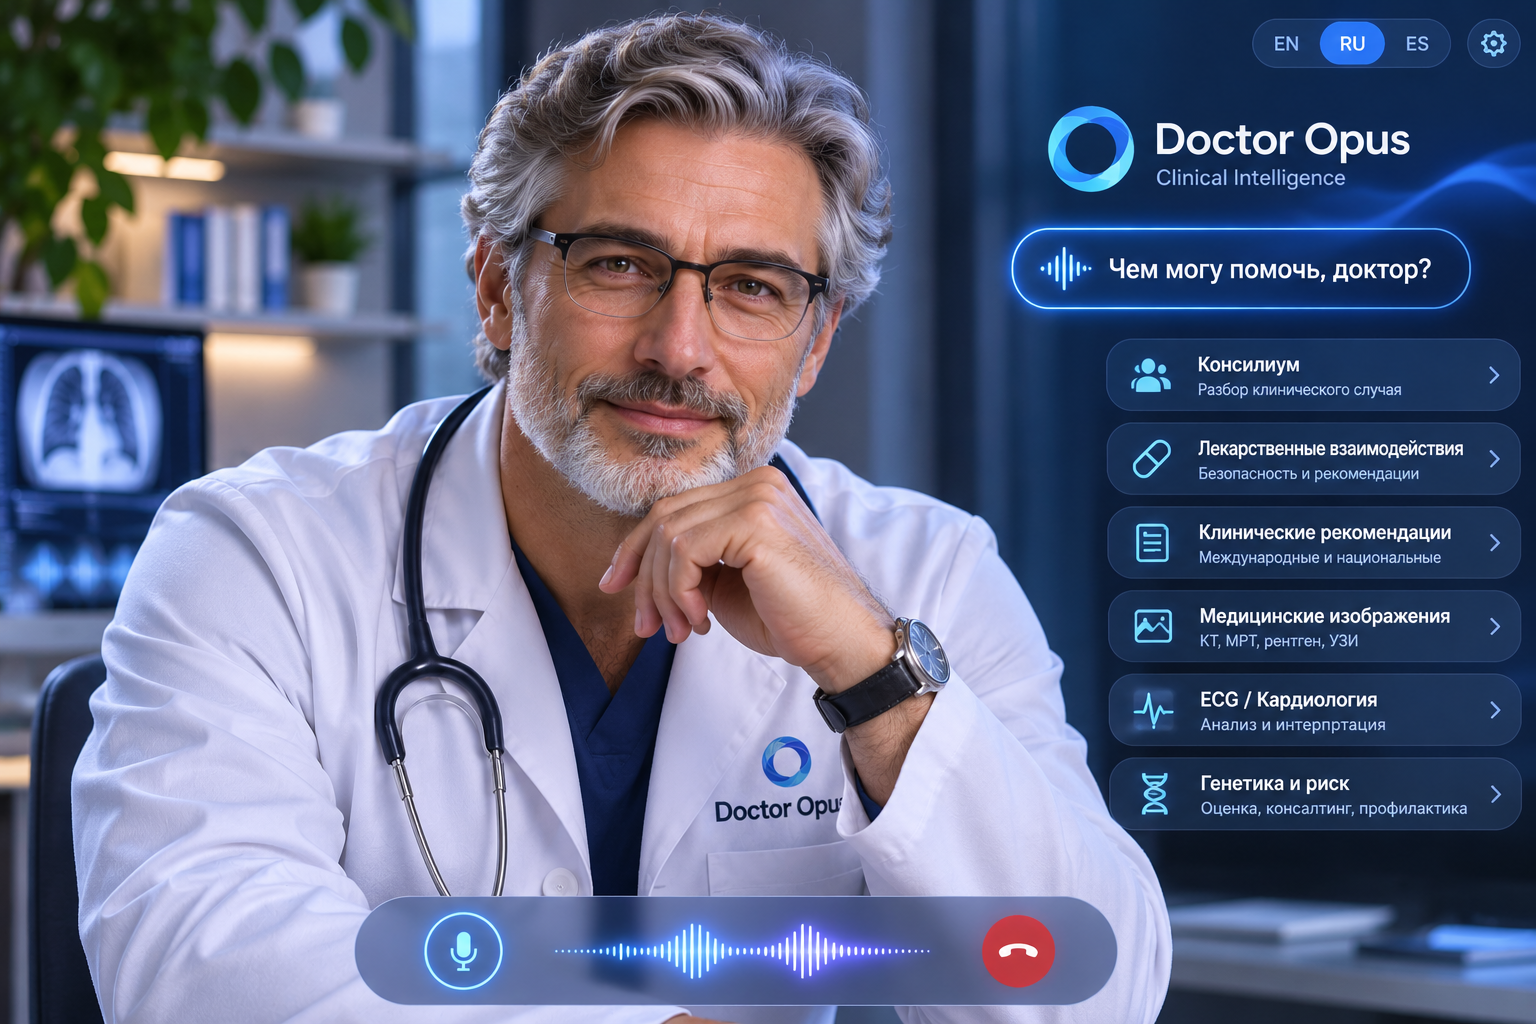 EN RU ES
Doctor Opus
Clinical Intelligence
Чем могу помочь, доктор?
Консилиум
Разбор клинического случая
Лекарственные взаимодействия
Безопасность и рекомендации
Клинические рекомендации
Международные и национальные
Медицинские изображения
КТ, МРТ, рентген, УЗИ
ECG / Кардиология
Анализ и интерпртация
Генетика и риск
Оценка, консалтинг, профилактика
Doctor Opus